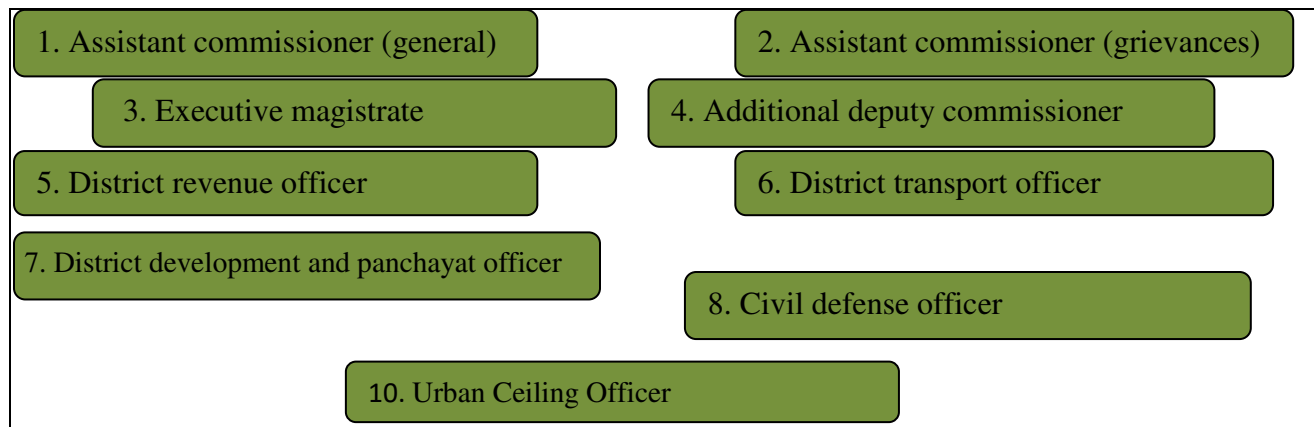 1. Assistant commissioner (general)
2. Assistant commissioner (grievances)
3. Executive magistrate
4. Additional deputy commissioner
5. District revenue officer
6. District transport officer
7. District development and panchayat officer
8. Civil defense officer
10. Urban Ceiling Officer